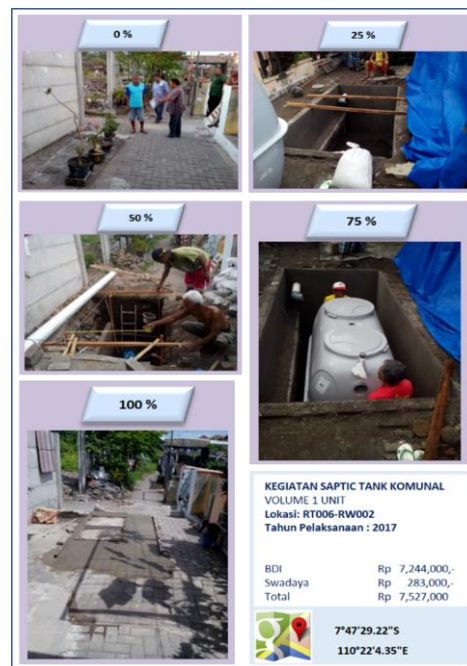 0 %
25 %
50 %
75 %
100 %
KEGIATAN SAPTIC TANK KOMUNAL
VOLUME 1 UNIT
Lokasi: RT006-RW002
Tahun Pelaksanaan : 2017
BDI Rp 7,244,000,-
Swadaya Rp 283,000,-
Total Rp 7,527,000
7°47'29.22"S
110°22'4.35"E